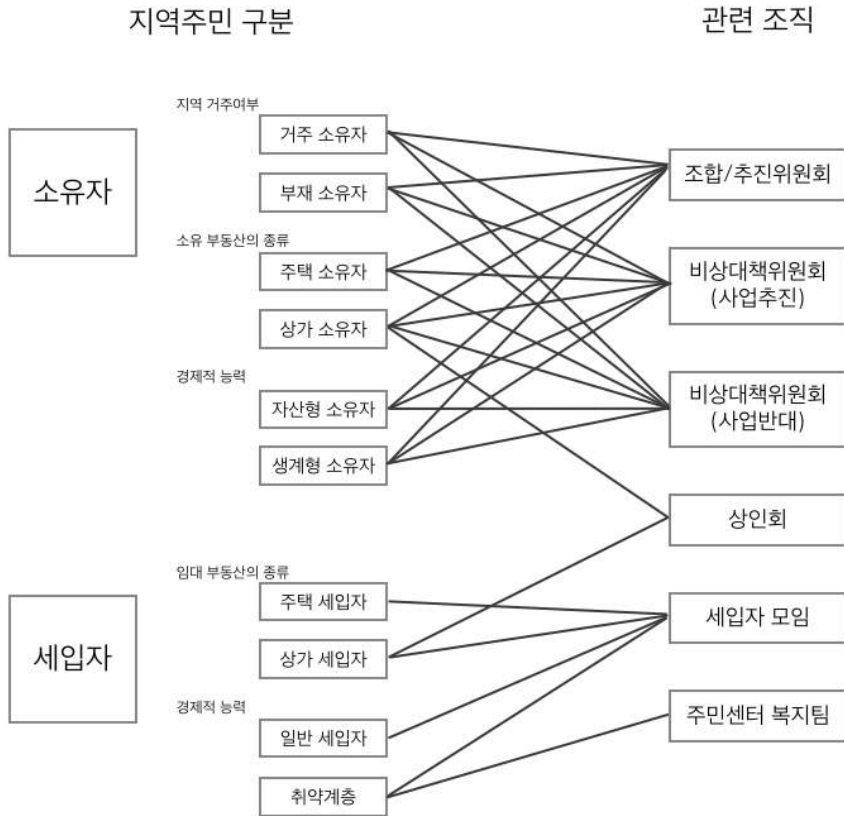 지역주민 구분
관련 조직
소유자
지역 거주여부
거주 소유자
부재 소유자
소유 부동산의 종류
주택 소유자
상가 소유자
경제적 능력
자산형 소유자
생계형 소유자
세입자
임대 부동산의 종류
주택 세입자
상가 세입자
경제적 능력
일반 세입자
취약계층
조합/추진위원회
비상대책위원회
(사업추진)
비상대책위원회
(사업반대)
상인회
세입자 모임
주민센터 복지팀